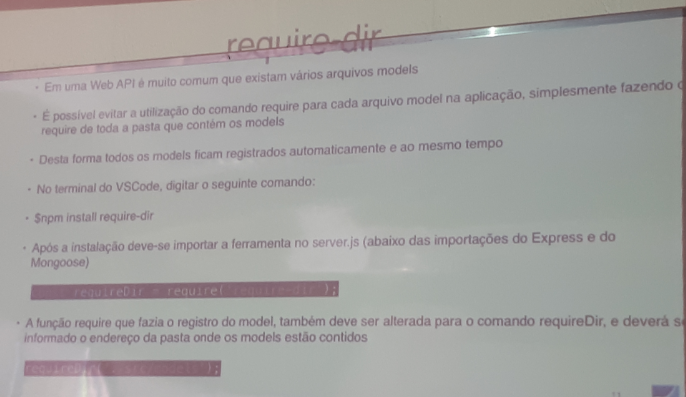 require-dir
• Em uma Web API é muito comum que existam vários arquivos models
• É possível evitar a utilização do comando require para cada arquivo model na aplicação, simplesmente fazendo o
require de toda a pasta que contém os models
• Desta forma todos os models ficam registrados automaticamente e ao mesmo tempo
• No terminal do VSCode, digitar o seguinte comando:
• $npm install require-dir
• Após a instalação deve-se importar a ferramenta no server.js (abaixo das importações do Express e do
Mongoose)
requireDir = require('require-dir');
• A função require que fazia o registro do model, também deve ser alterada para o comando requireDir, e deverá se
informado o endereço da pasta onde os models estão contidos
requireDir( );